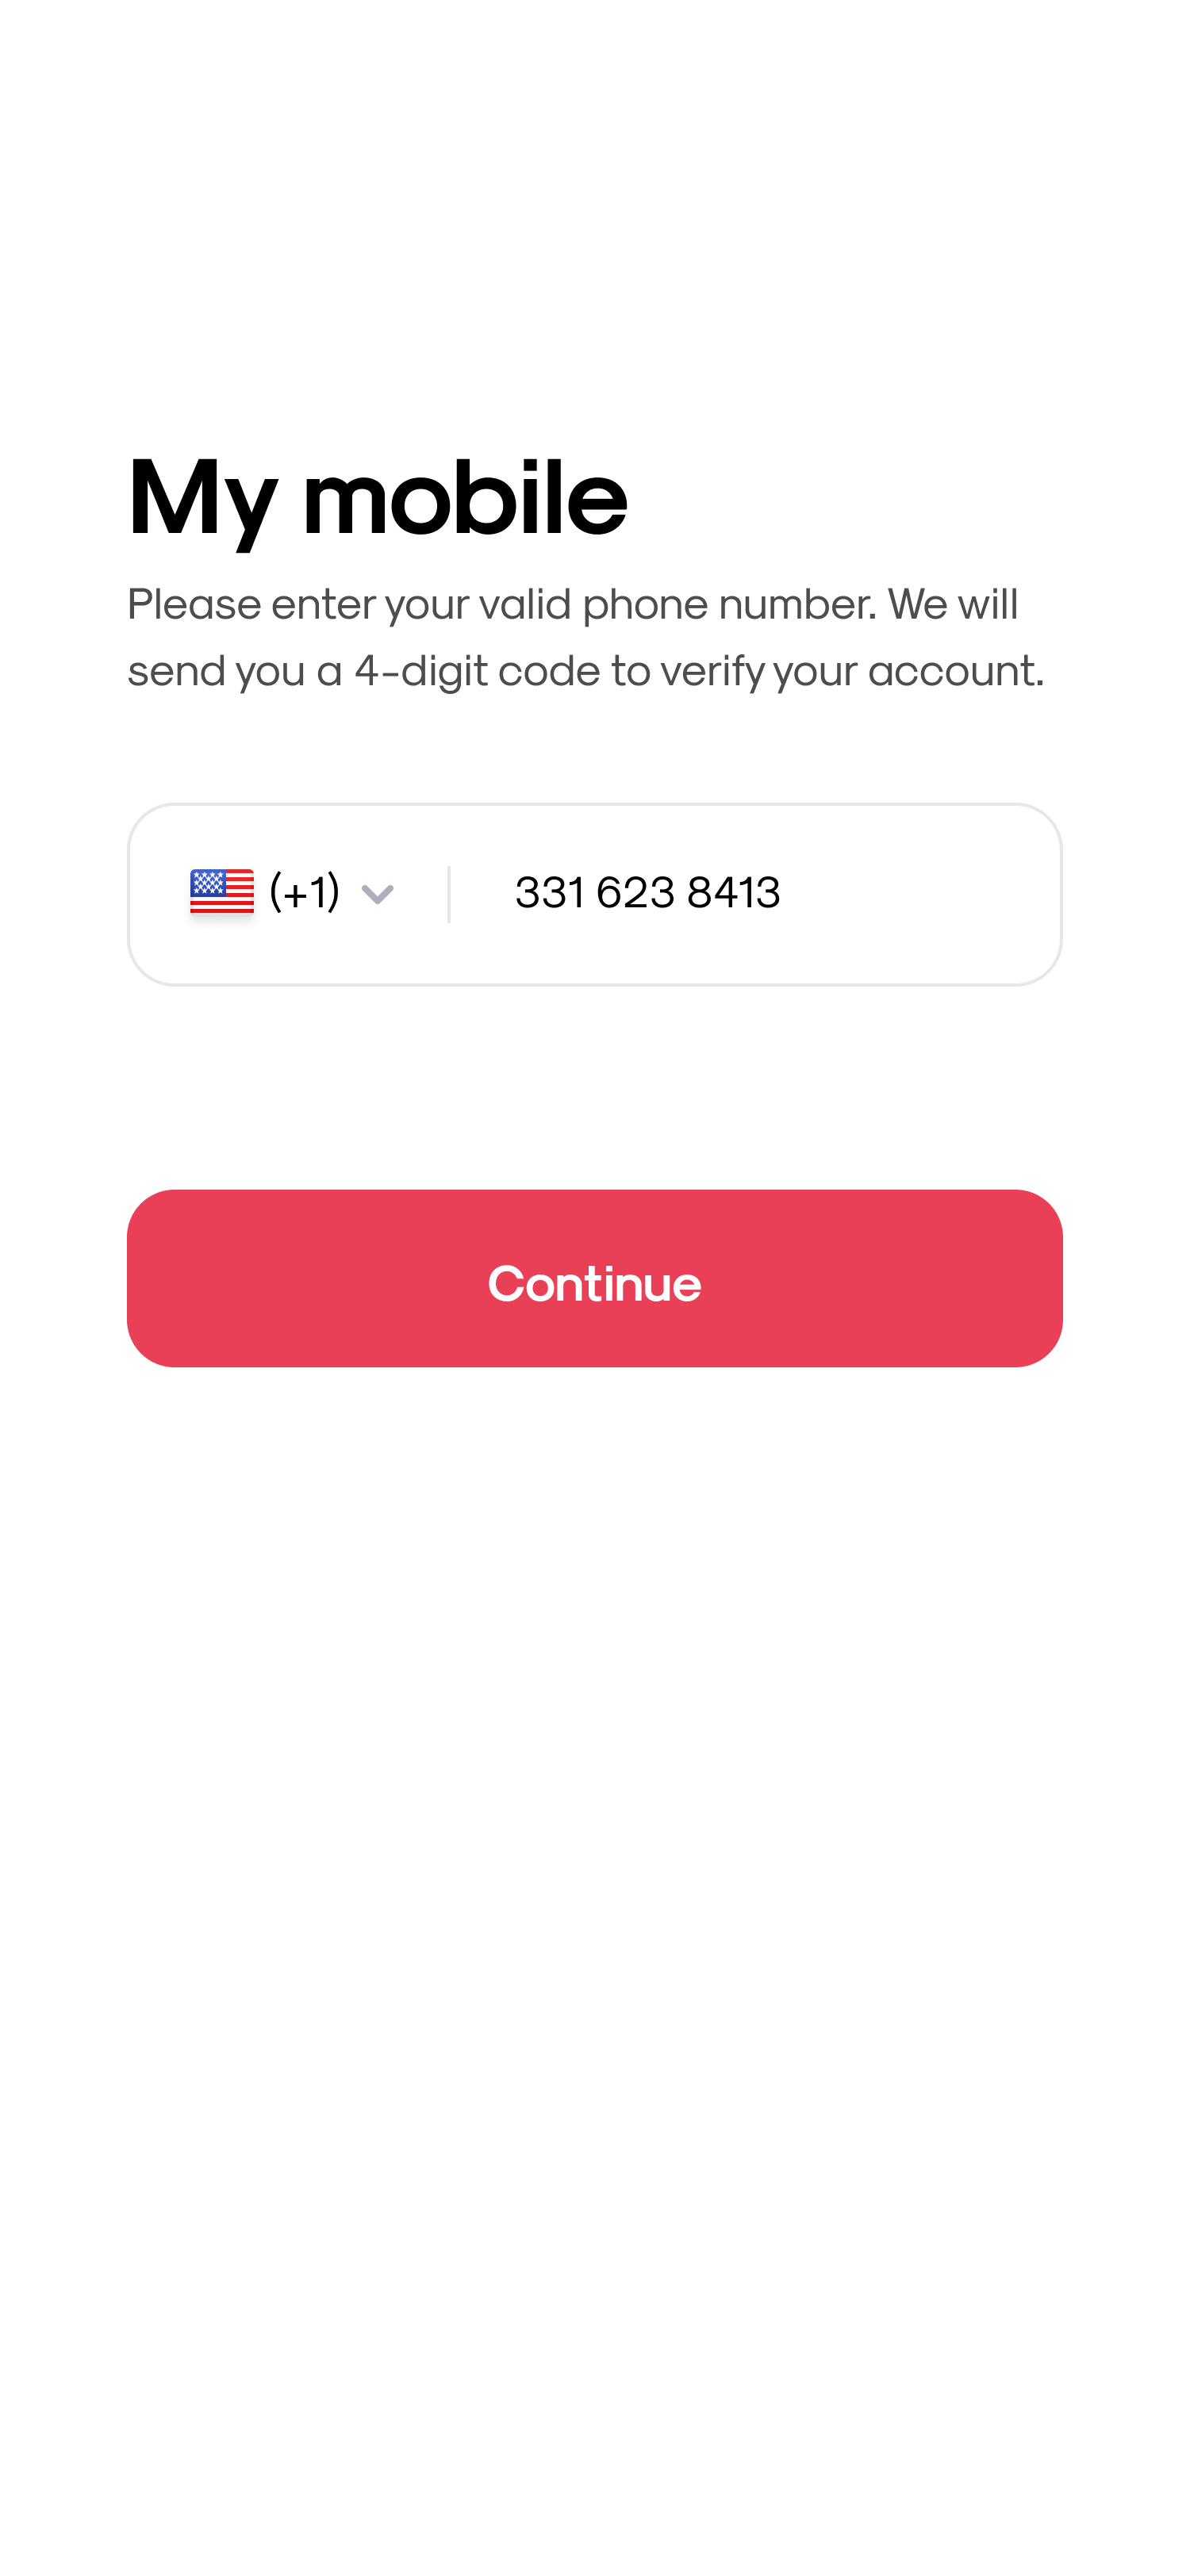 My mobile
Please enter your valid phone number. We will
send you a 4-digit code to verify your account.
(+1) 331 623 8413
Continue